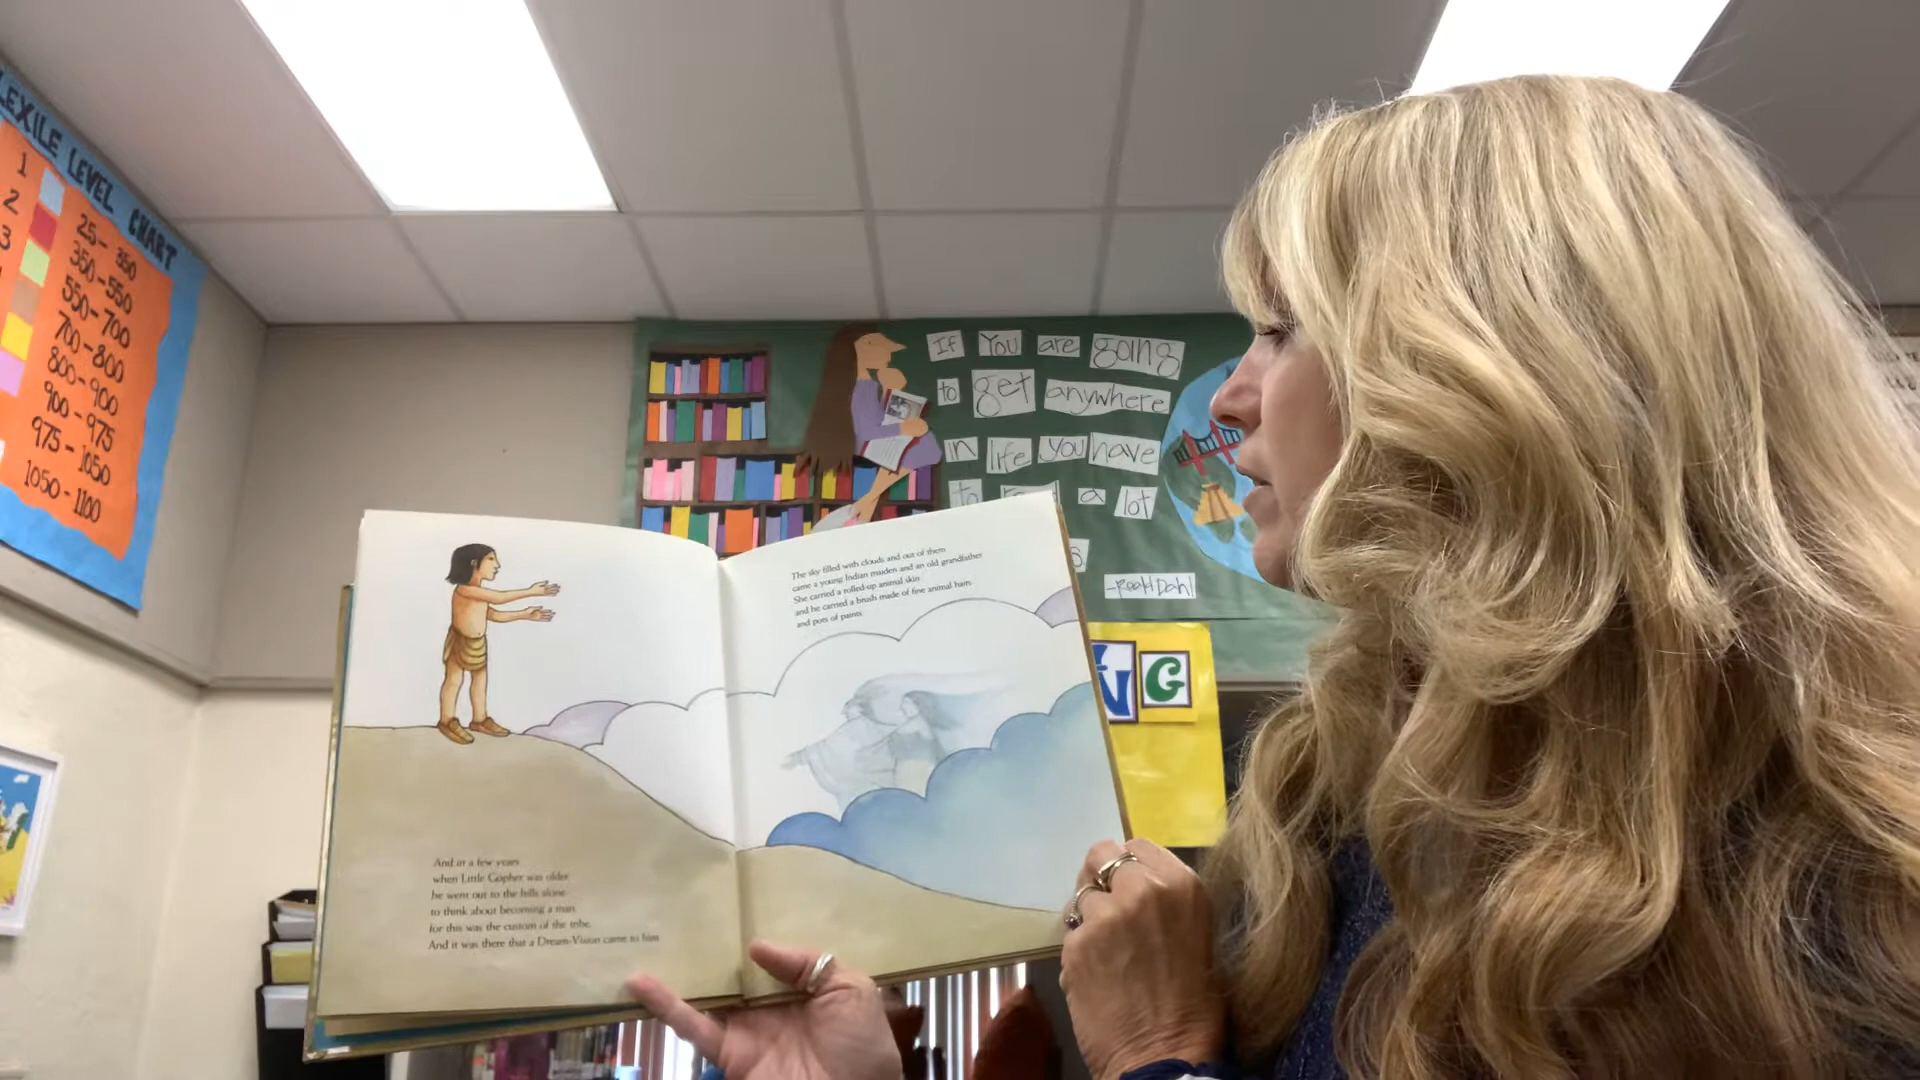 LEXILE LEVEL CHART
1 25-350
2 350-550
3 550-700
700-800
800-900
900-975
975-1050
1050-1100
If You are going
to get anywhere
in life you have
to read a lot
-Roald Dahl
NG
The sky filled with clouds and out of them
came a young Indian maiden and an old grandfather
She carried a rolled-up animal skin
and he carried a brush made of fine animal hairs
and pots of paints.
And in a few years
when Little Gopher was older
he went out to the hills alone
to think about becoming a man
for this was the custom of the tribe.
And it was there that a Dream-Vision came to him